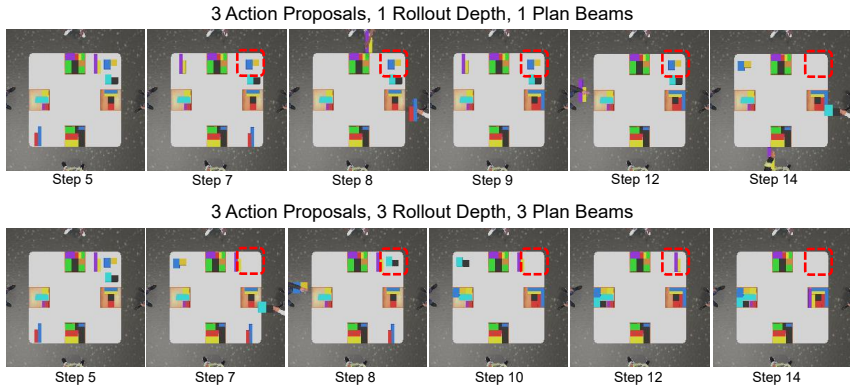 3 Action Proposals, 1 Rollout Depth, 1 Plan Beams
Step 5
Step 7
Step 8
Step 9
Step 12
Step 14
3 Action Proposals, 3 Rollout Depth, 3 Plan Beams
Step 5
Step 7
Step 8
Step 10
Step 12
Step 14